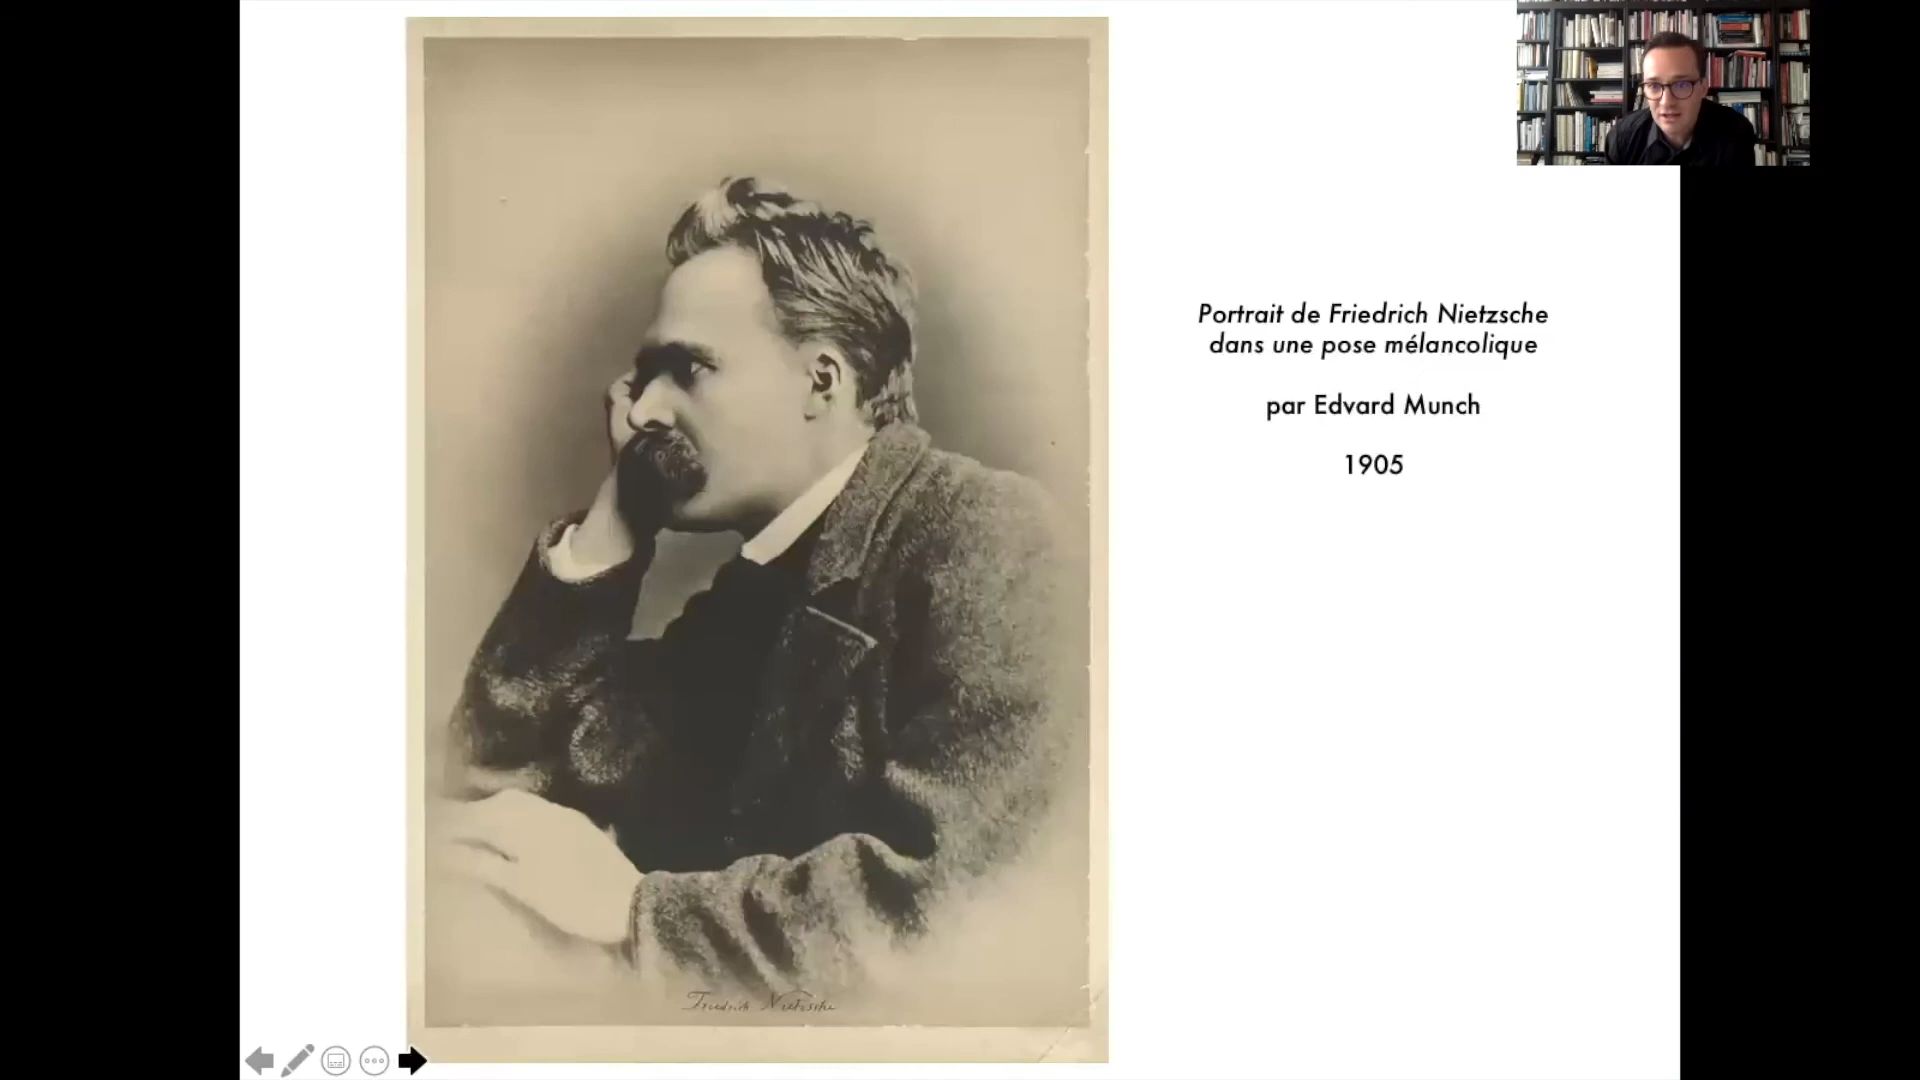 Portrait de Friedrich Nietzsche
dans une pose mélancolique
par Edvard Munch
1905
Friedrich Nietzsche